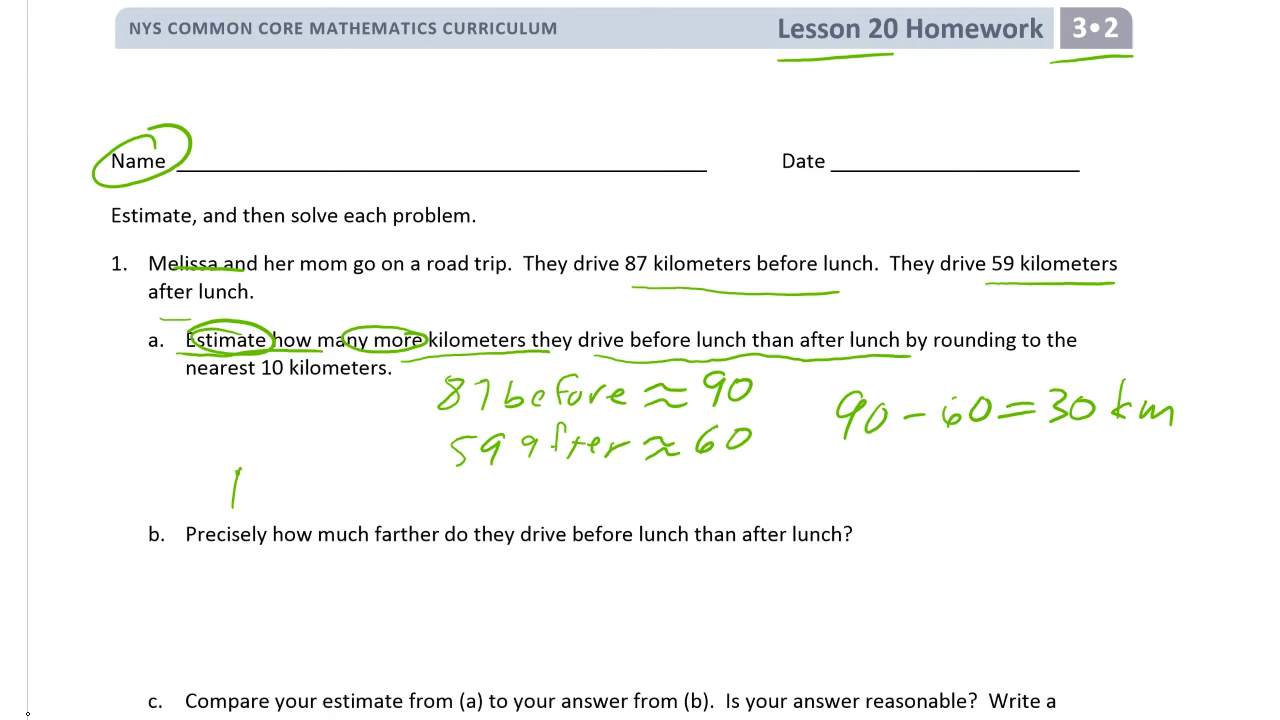 NYS COMMON CORE MATHEMATICS CURRICULUM Lesson 20 Homework 3•2
Name Date
Estimate, and then solve each problem.
1. Melissa and her mom go on a road trip. They drive 87 kilometers before lunch. They drive 59 kilometers
after lunch.
a. Estimate how many more kilometers they drive before lunch than after lunch by rounding to the
nearest 10 kilometers.
87 before ≈ 90
90 - 60 = 30 km
59 after ≈ 60
b. Precisely how much farther do they drive before lunch than after lunch?
c. Compare your estimate from (a) to your answer from (b). Is your answer reasonable? Write a